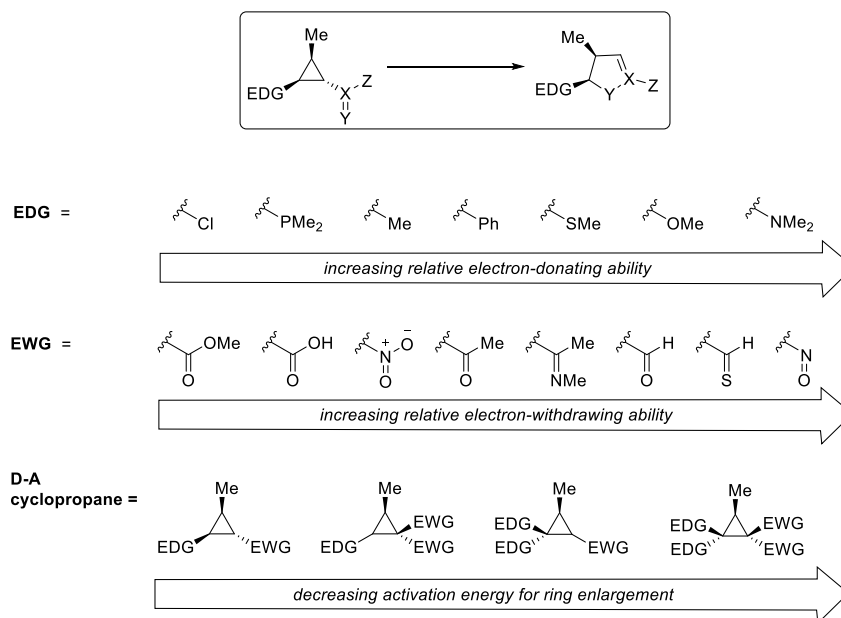 Me
EDG
X
Z
Y
Me
EDG
Y
X
Z
EDG =
Cl
PMe2
Me
Ph
SMe
OMe
NMe2
increasing relative electron-donating ability
EWG =
OMe
O
OH
O
N+
O−
O
Me
O
Me
NMe
H
O
H
S
N
O
increasing relative electron-withdrawing ability
D-A
cyclopropane =
Me
EDG
EWG
Me
EDG
EWG
EWG
Me
EDG
EDG
EWG
Me
EDG
EDG
EWG
EWG
decreasing activation energy for ring enlargement